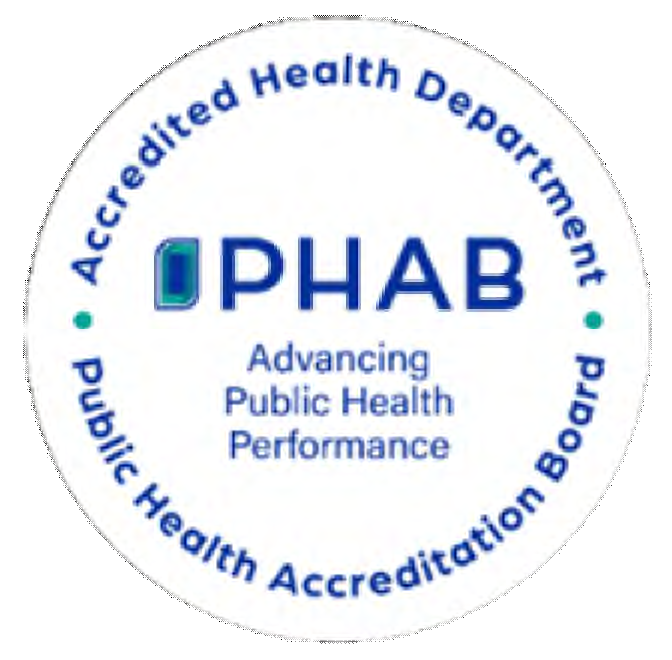 Accredited Health Department
PHAB
Advancing
Public Health
Performance
Public Health Accreditation Board